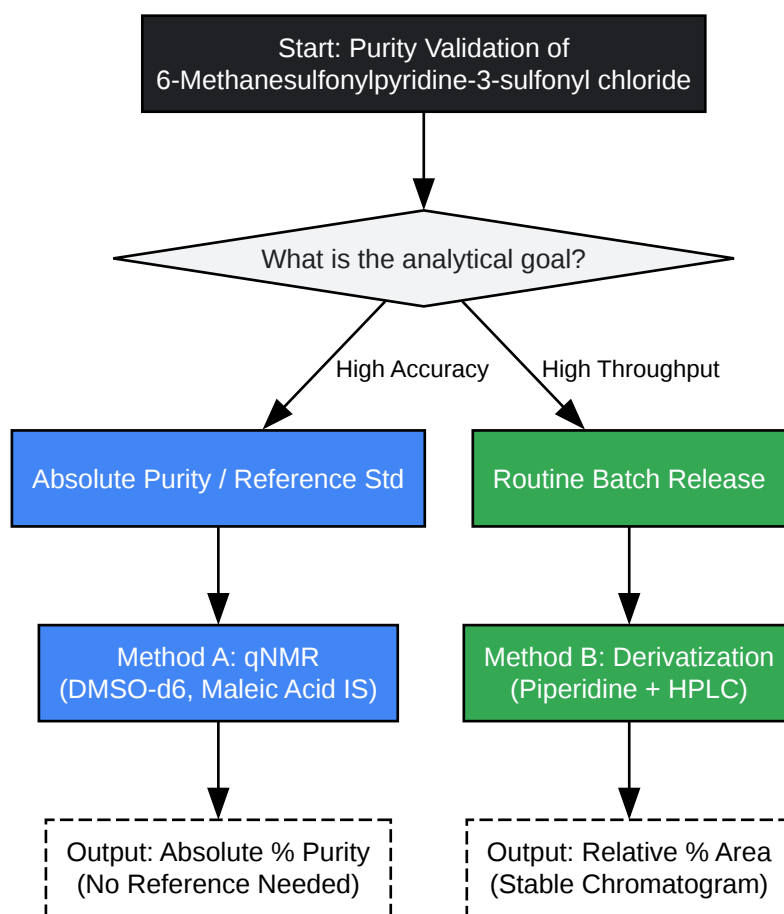 Start: Purity Validation of
6-Methanesulfonylpyridine-3-sulfonyl chloride
What is the analytical goal?
High Accuracy
High Throughput
Absolute Purity / Reference Std
Routine Batch Release
Method A: qNMR
(DMSO-d6, Maleic Acid IS)
Method B: Derivatization
(Piperidine + HPLC)
Output: Absolute % Purity
(No Reference Needed)
Output: Relative % Area
(Stable Chromatogram)